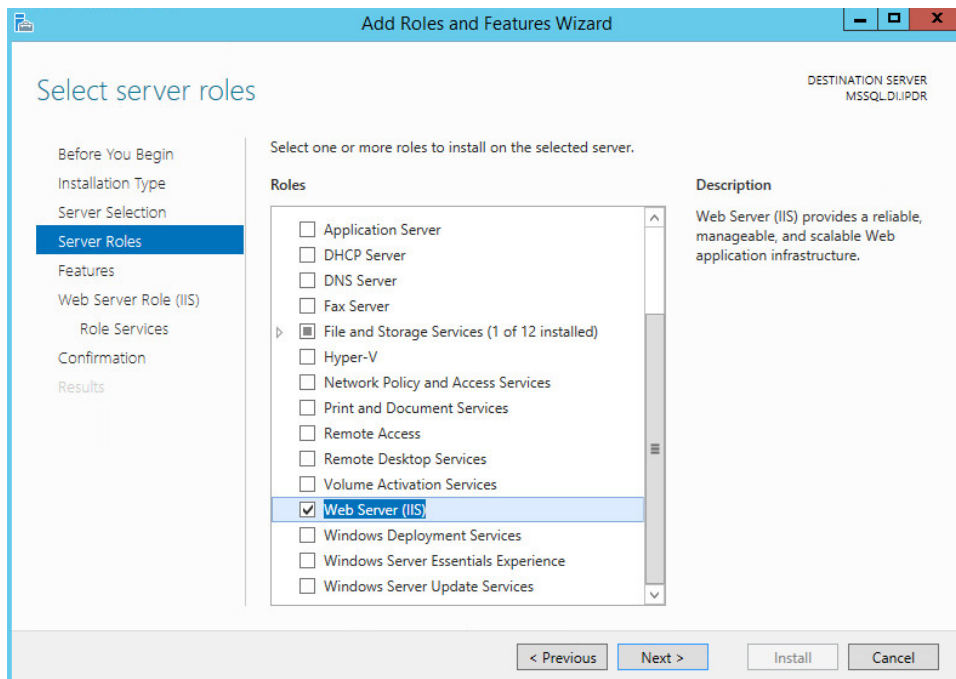 Add Roles and Features Wizard
Select server roles
DESTINATION SERVER
MSSQL.DI.IPDR
Before You Begin
Installation Type
Server Selection
Server Roles
Features
Web Server Role (IIS)
Role Services
Confirmation
Results
Select one or more roles to install on the selected server.
Roles
Application Server
DHCP Server
DNS Server
Fax Server
File and Storage Services (1 of 12 installed)
Hyper-V
Network Policy and Access Services
Print and Document Services
Remote Access
Remote Desktop Services
Volume Activation Services
Web Server (IIS)
Windows Deployment Services
Windows Server Essentials Experience
Windows Server Update Services
Description
Web Server (IIS) provides a reliable,
manageable, and scalable Web
application infrastructure.
< Previous
Next >
Install
Cancel